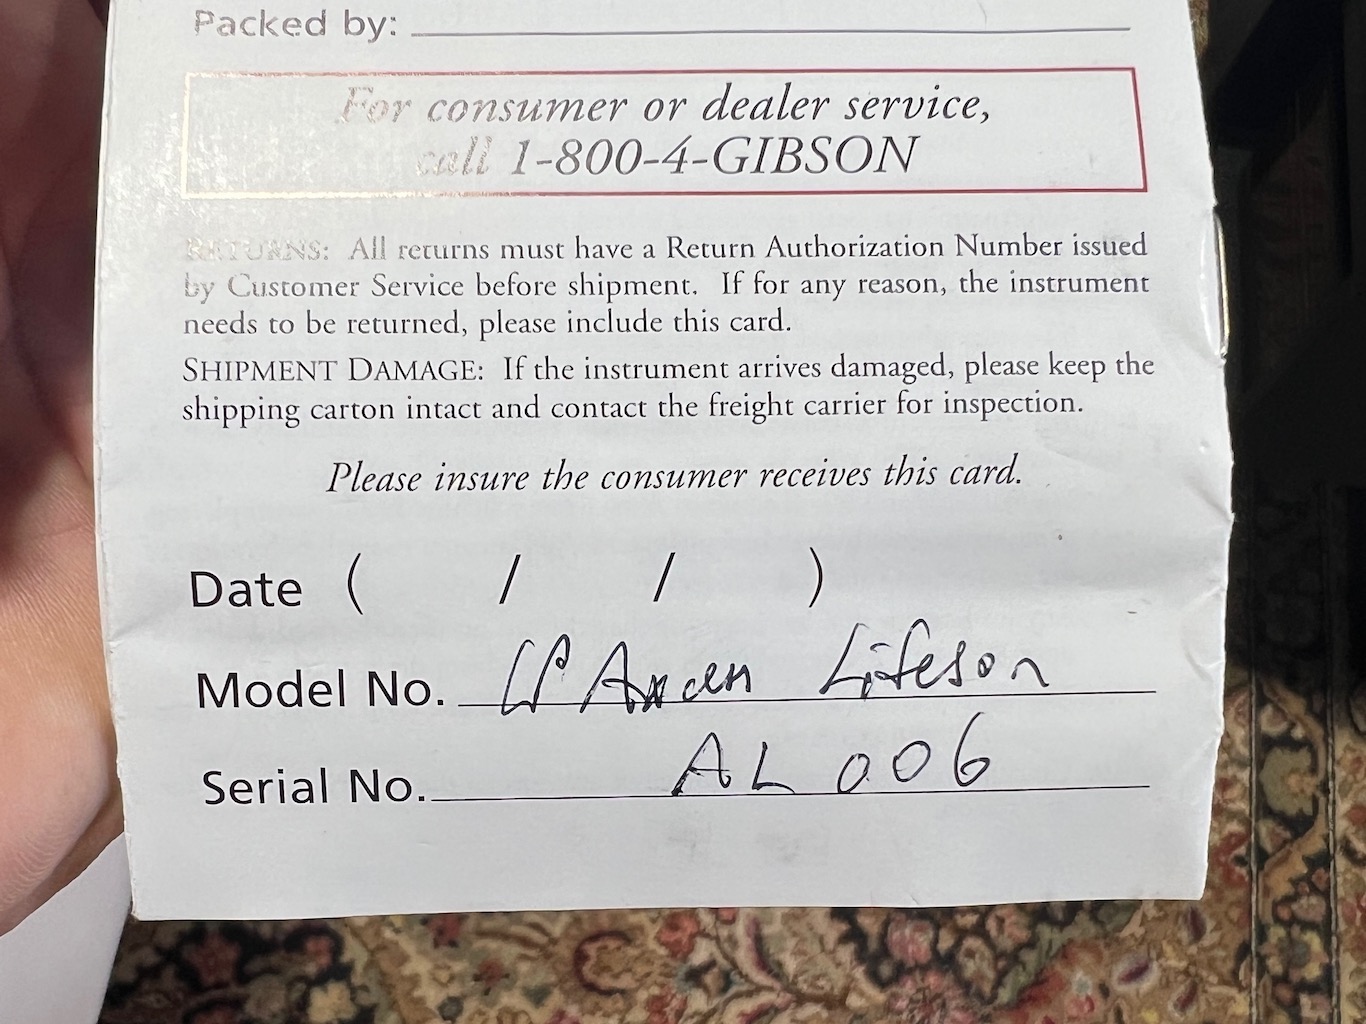 Packed by:
For consumer or dealer service,
call 1-800-4-GIBSON
RETURNS: All returns must have a Return Authorization Number issued
by Customer Service before shipment. If for any reason, the instrument
needs to be returned, please include this card.
SHIPMENT DAMAGE: If the instrument arrives damaged, please keep the
shipping carton intact and contact the freight carrier for inspection.
Please insure the consumer receives this card.
Date ( / / )
Model No. LP Lifeson
Serial No. AL 006